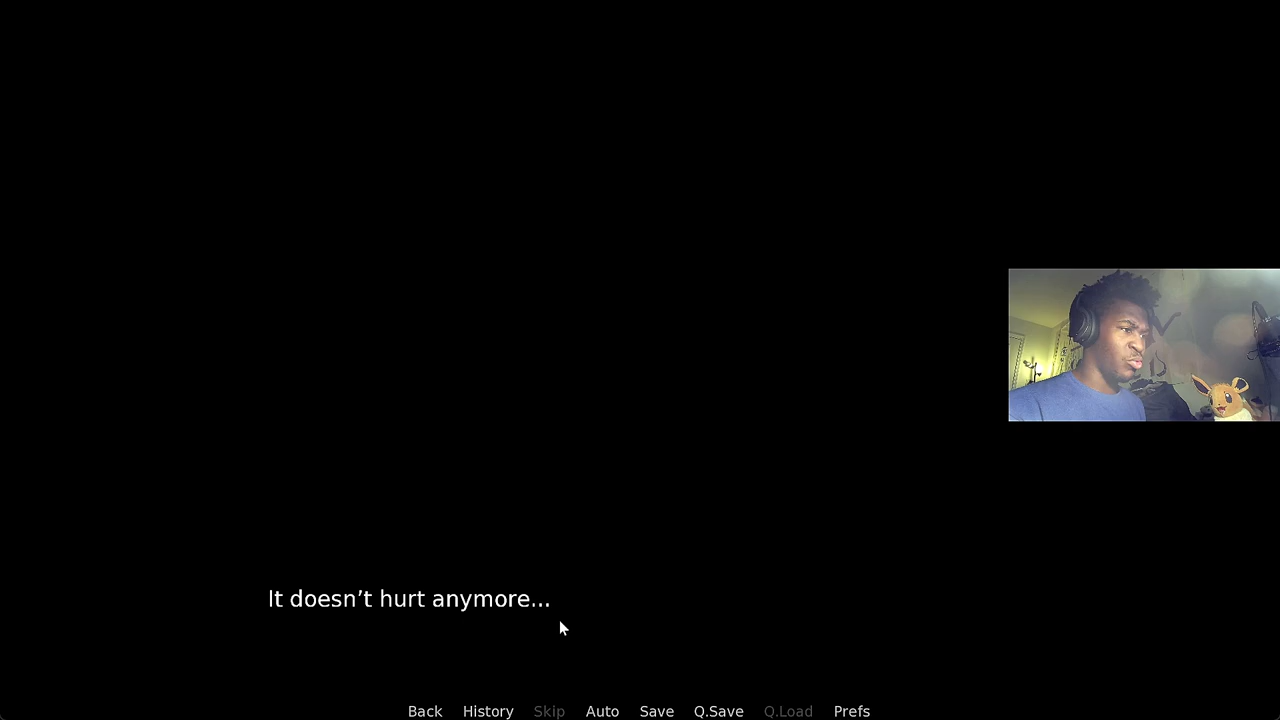 It doesn’t hurt anymore...
Back History Skip Auto Save Q.Save Q.Load Prefs